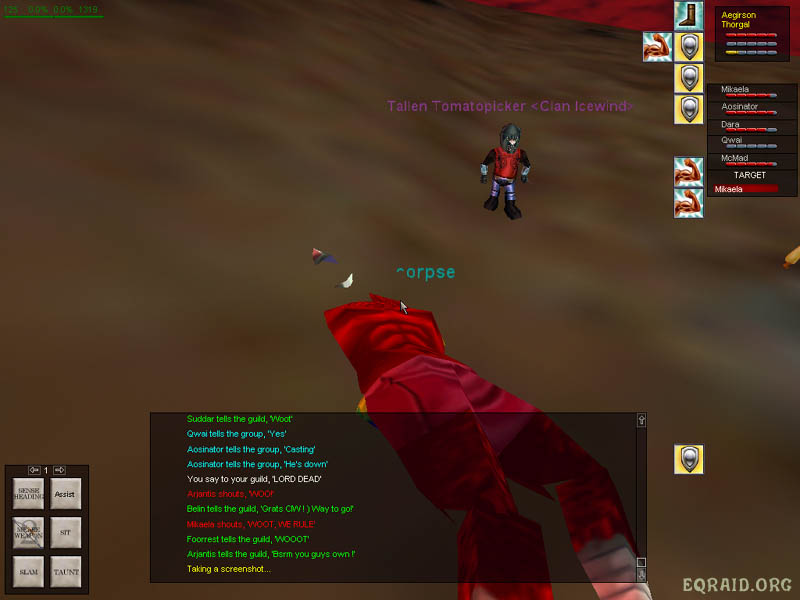 125 0.0% 0.0% 1319
Aegirson
Thorgal
Mikaela
Aosinator
Dara
Qwai
McMad
TARGET
Mikaela
Tallen Tomatopicker <Clan Icewind>
orpse
Suddar tells the guild, 'Woot'
Qwai tells the group, 'Yes'
Aosinator tells the group, 'Casting'
Aosinator tells the group, 'He's down'
You say to your guild, 'LORD DEAD'
Arjantis shouts, 'WOO!'
Belin tells the guild, 'Grats CIW ! ) Way to go!'
Mikaela shouts, 'WOOT, WE RULE'
Foorrest tells the guild, 'WOOOT'
Arjantis tells the guild, 'Bsrm you guys own !'
Taking a screenshot...
1
SENSE HEADING
Assist
MELEE WEAPON
SIT
SLAM
TAUNT
EQRAID.ORG